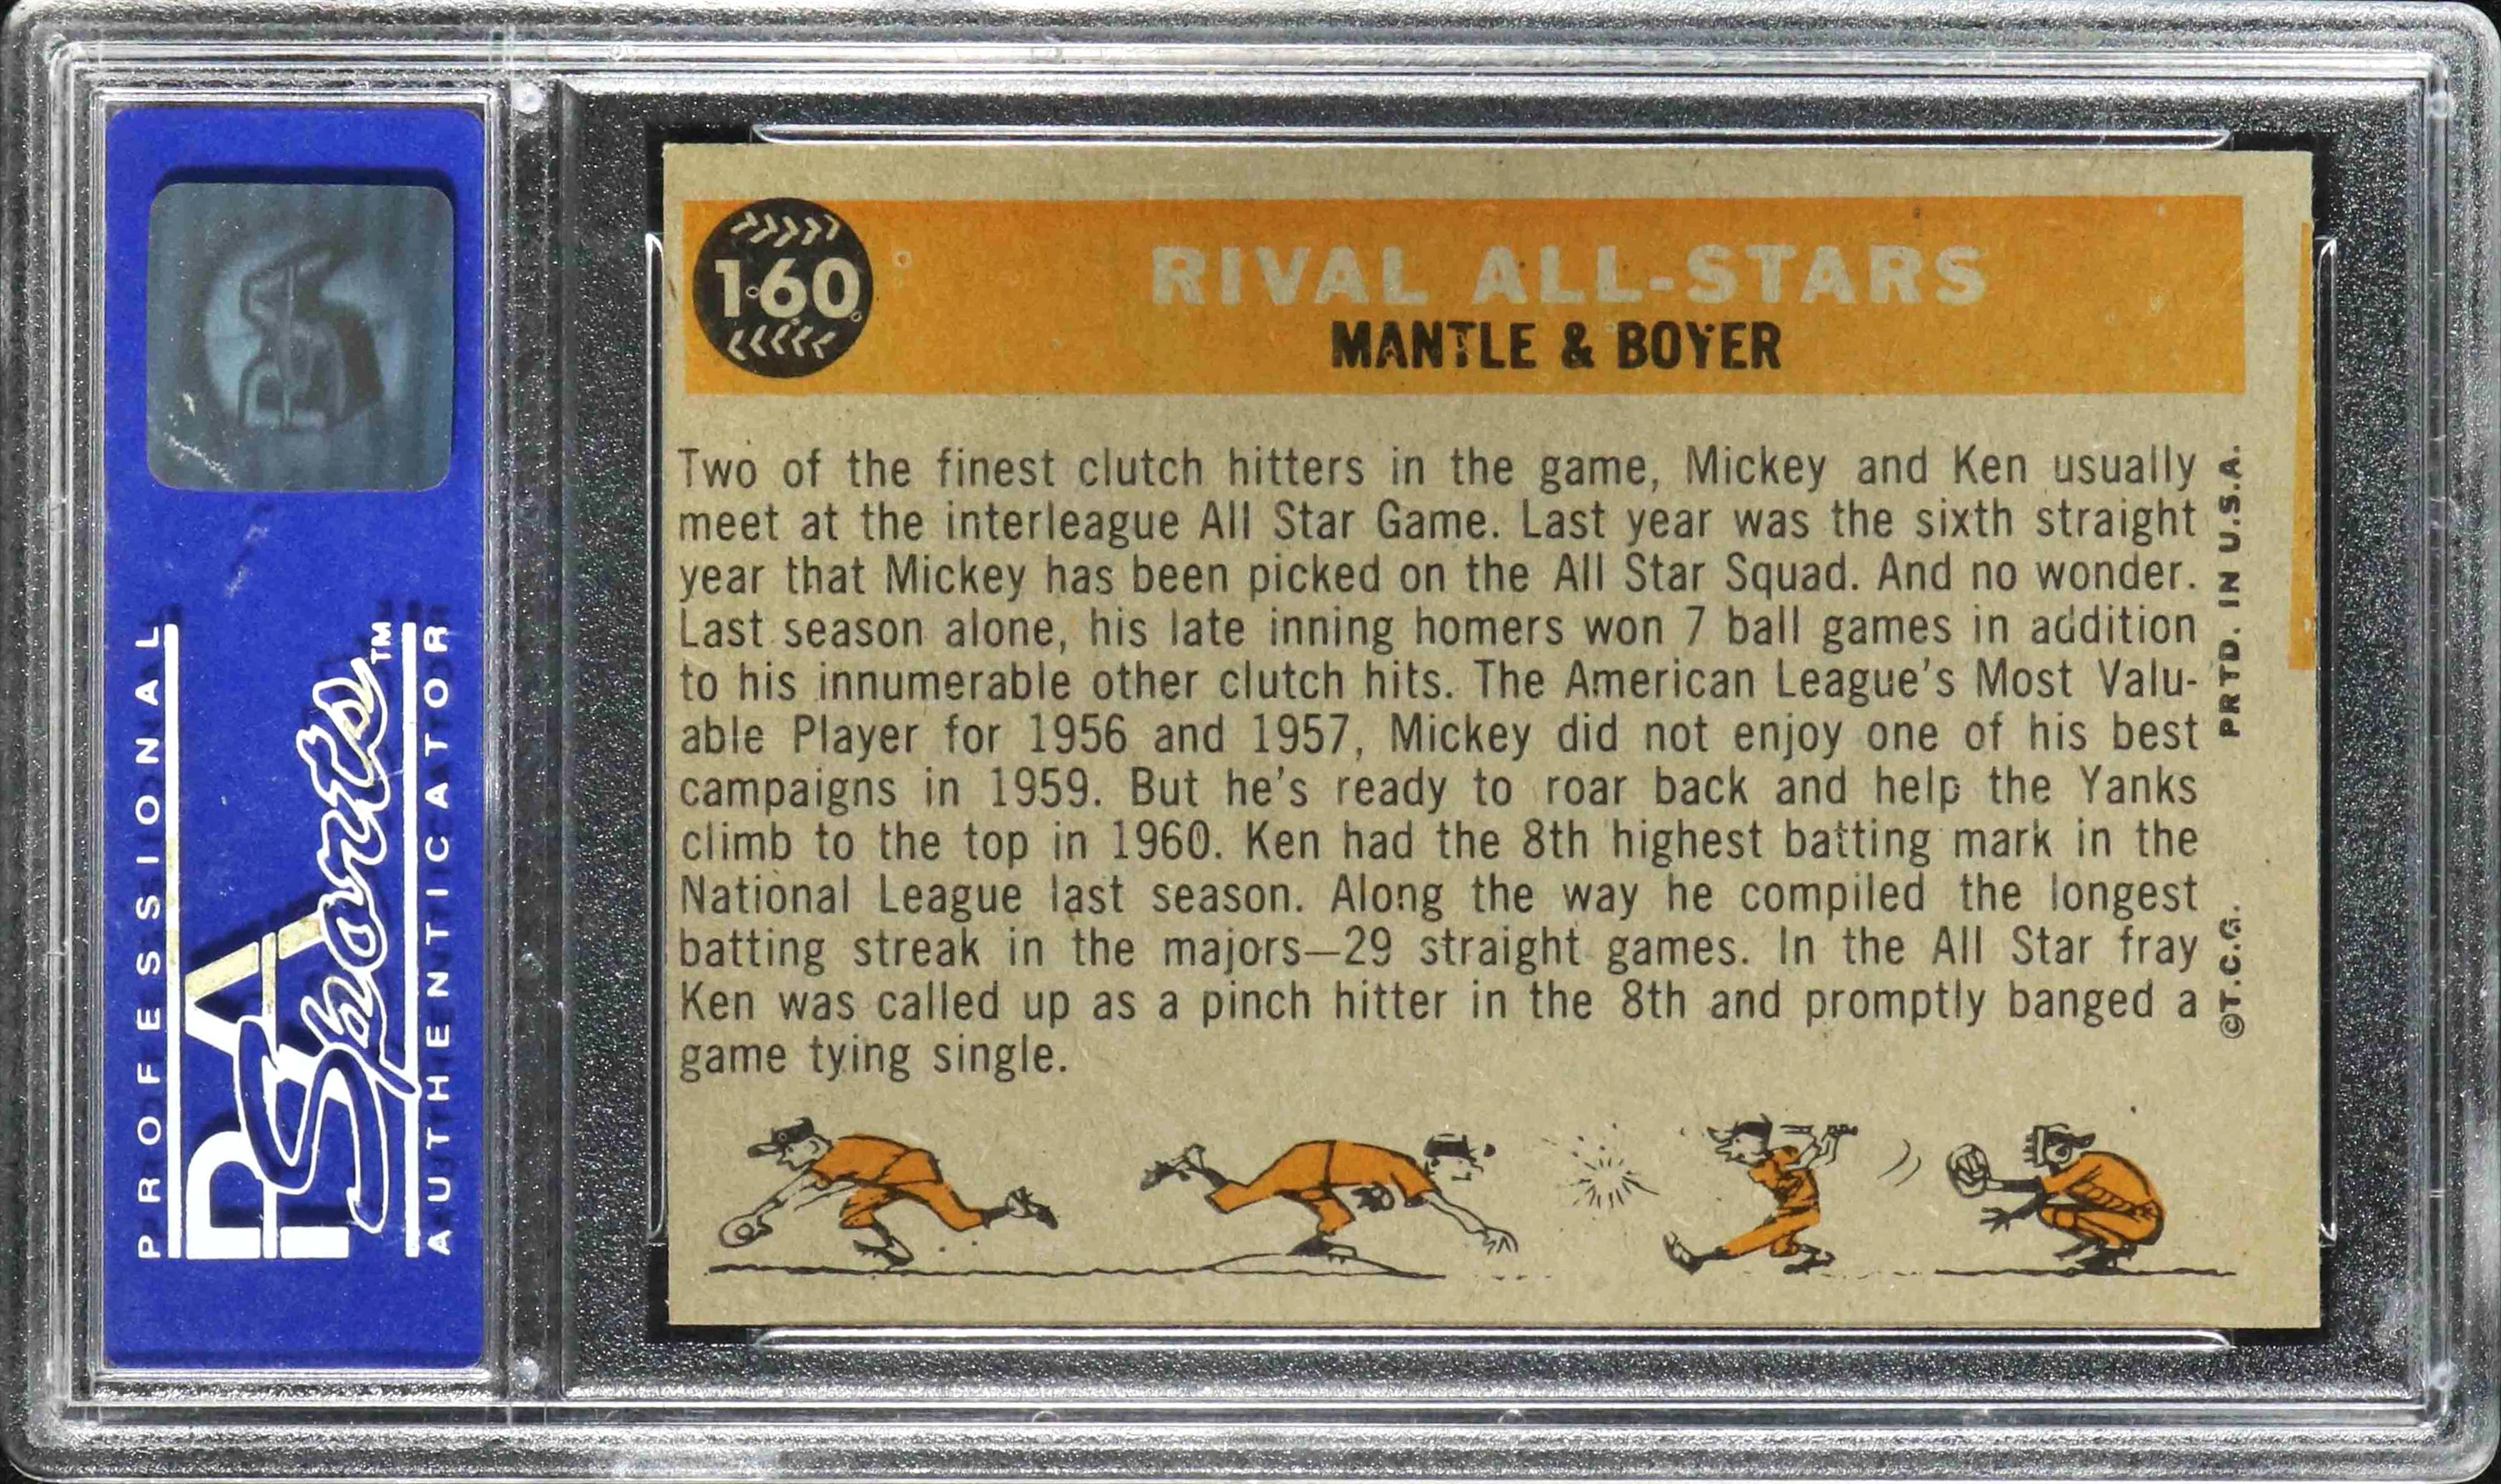 PROFESSIONAL
PSA
Sports™
AUTHENTICATOR
PSA
160
RIVAL ALL-STARS
MANTLE & BOYER
Two of the finest clutch hitters in the game, Mickey and Ken usually
meet at the interleague All Star Game. Last year was the sixth straight
year that Mickey has been picked on the All Star Squad. And no wonder.
Last season alone, his late inning homers won 7 ball games in addition
to his innumerable other clutch hits. The American League's Most Valu-
able Player for 1956 and 1957, Mickey did not enjoy one of his best
campaigns in 1959. But he's ready to roar back and help the Yanks
climb to the top in 1960. Ken had the 8th highest batting mark in the
National League last season. Along the way he compiled the longest
batting streak in the majors—29 straight games. In the All Star fray
Ken was called up as a pinch hitter in the 8th and promptly banged a
game tying single.
©T.C.G.
PRTD. IN U.S.A.